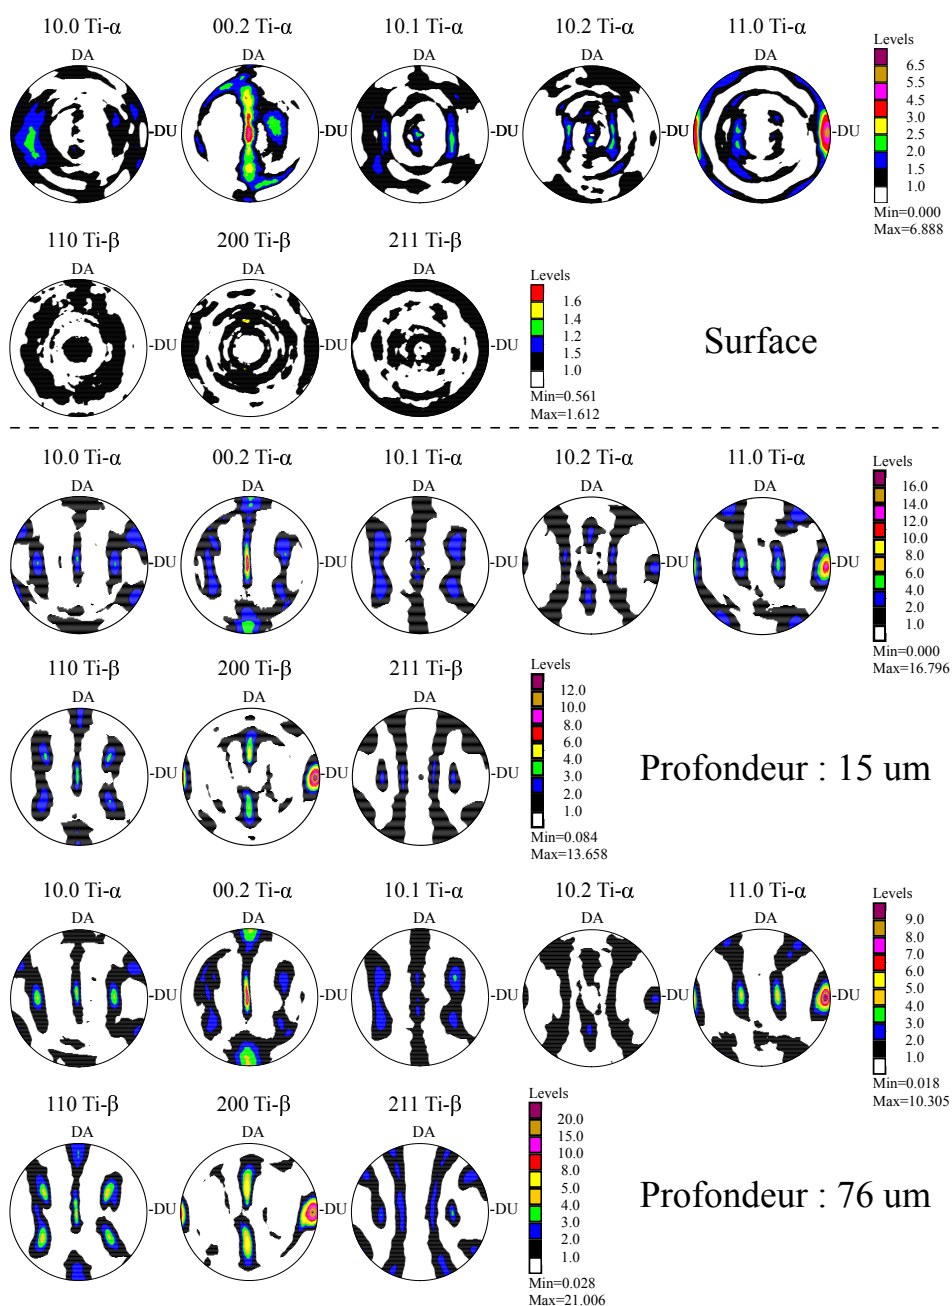 10.0 Ti-α 00.2 Ti-α 10.1 Ti-α 10.2 Ti-α 11.0 Ti-α
DA DA DA DA DA
-DU -DU -DU -DU -DU
Levels
6.5
5.5
4.5
3.0
2.5
2.0
1.5
1.0
Min=0.000
Max=6.888
110 Ti-β 200 Ti-β 211 Ti-β
DA DA DA
-DU -DU -DU
Levels
1.6
1.4
1.2
1.5
1.0
Min=0.561
Max=1.612
Surface
10.0 Ti-α 00.2 Ti-α 10.1 Ti-α 10.2 Ti-α 11.0 Ti-α
DA DA DA DA DA
-DU -DU -DU -DU -DU
Levels
16.0
14.0
12.0
10.0
8.0
6.0
4.0
2.0
1.0
Min=0.000
Max=16.796
110 Ti-β 200 Ti-β 211 Ti-β
DA DA DA
-DU -DU -DU
Levels
12.0
10.0
8.0
6.0
4.0
3.0
2.0
1.0
Min=0.084
Max=13.658
Profondeur : 15 um
10.0 Ti-α 00.2 Ti-α 10.1 Ti-α 10.2 Ti-α 11.0 Ti-α
DA DA DA DA DA
-DU -DU -DU -DU -DU
Levels
9.0
8.0
7.0
6.0
5.0
4.0
3.0
2.0
1.0
Min=0.018
Max=10.305
110 Ti-β 200 Ti-β 211 Ti-β
DA DA DA
-DU -DU -DU
Levels
20.0
15.0
10.0
8.0
5.0
4.0
3.0
2.0
1.0
Min=0.028
Max=21.006
Profondeur : 76 um